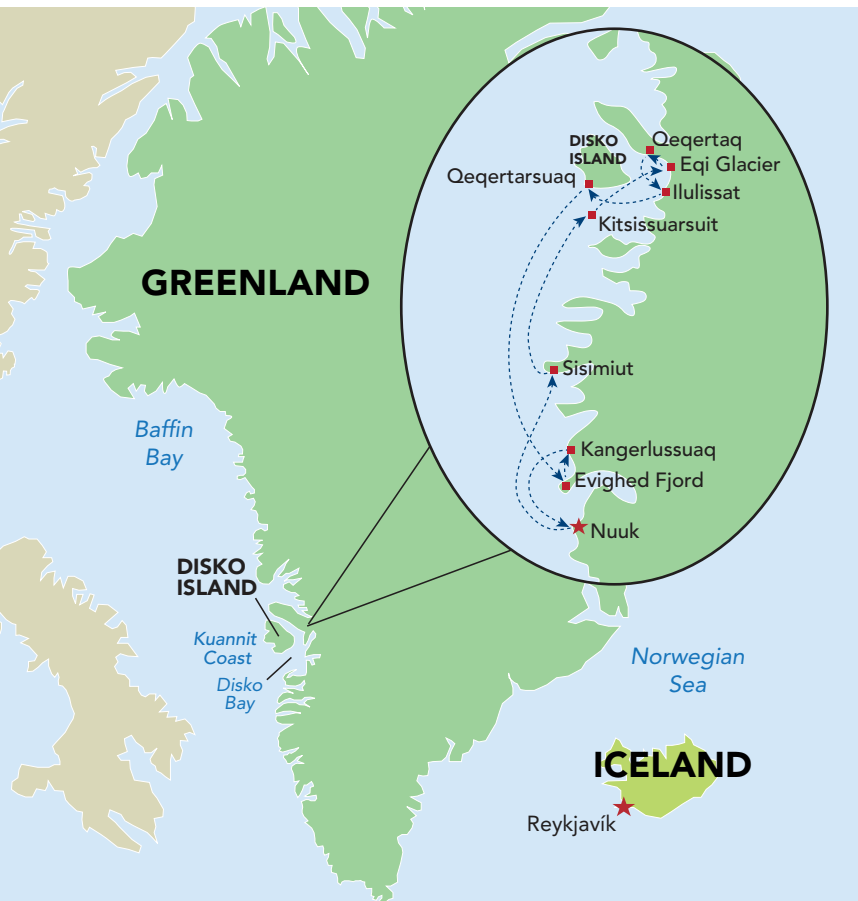 DISKO
ISLAND
Qeqertaq
Eqi Glacier
Qeqertarsuaq
Ilulissat
Kitsissuarsuit
GREENLAND
Sisimiut
Baffin
Bay
Kangerlussuaq
Evighed Fjord
Nuuk
DISKO
ISLAND
Kuannit
Coast
Disko
Bay
Norwegian
Sea
ICELAND
Reykjavík